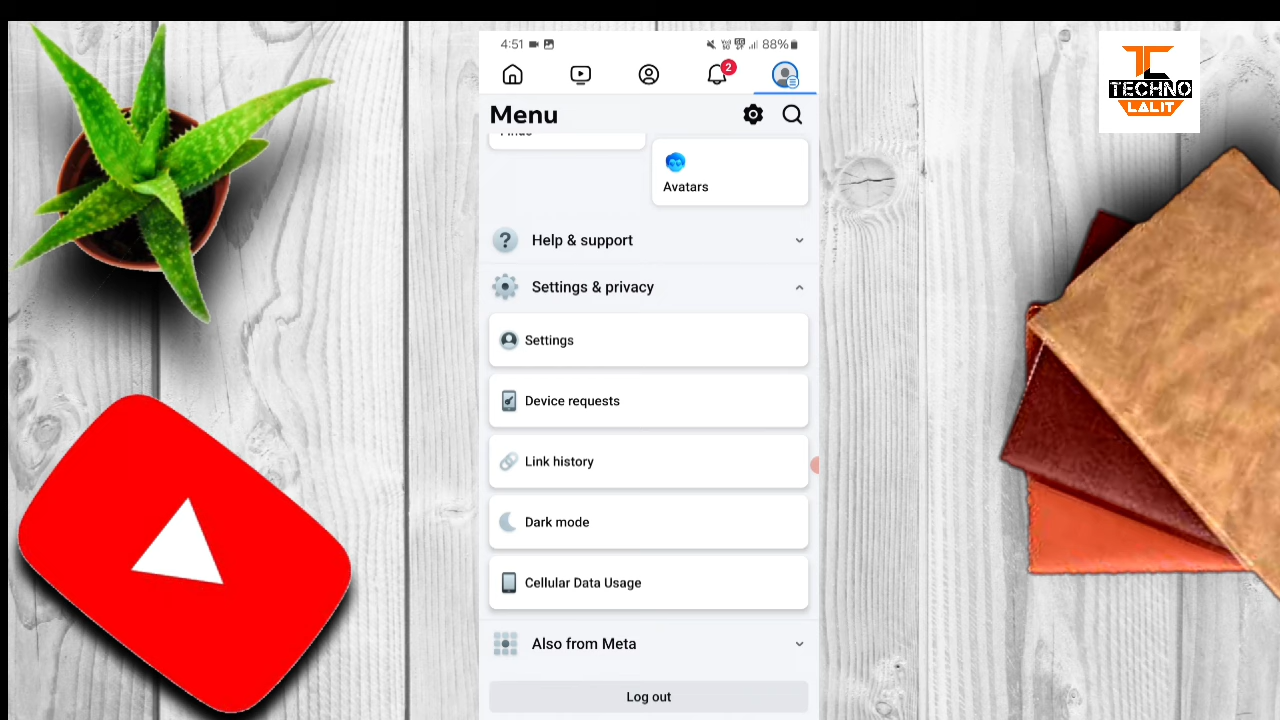 4:51
88%
2
Menu
Avatars
Help & support
Settings & privacy
Settings
Device requests
Link history
Dark mode
Cellular Data Usage
Also from Meta
Log out
TECHNO
LALIT